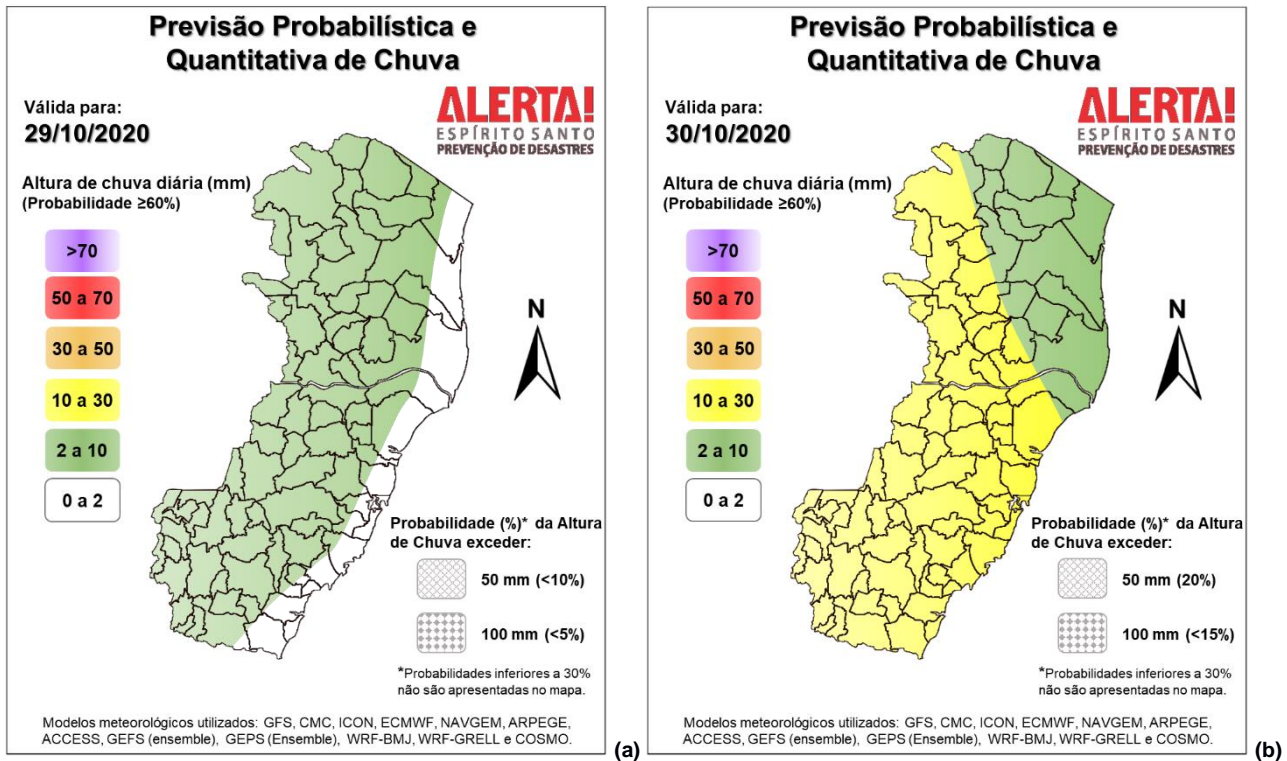 Previsão Probabilística e
Quantitativa de Chuva
Válida para:
29/10/2020
ALERTA!
ESPÍRITO SANTO
PREVENÇÃO DE DESASTRES
Altura de chuva diária (mm)
(Probabilidade ≥60%)
>70
50 a 70
30 a 50
10 a 30
2 a 10
0 a 2
N
Probabilidade (%)* da Altura
de Chuva exceder:
50 mm (<10%)
100 mm (<5%)
*Probabilidades inferiores a 30%
não são apresentadas no mapa.
Modelos meteorológicos utilizados: GFS, CMC, ICON, ECMWF, NAVGEM, ARPEGE,
ACCESS, GEFS (ensemble), GEPS (Ensemble), WRF-BMJ, WRF-GRELL e COSMO.
(a)
Previsão Probabilística e
Quantitativa de Chuva
Válida para:
30/10/2020
ALERTA!
ESPÍRITO SANTO
PREVENÇÃO DE DESASTRES
Altura de chuva diária (mm)
(Probabilidade ≥60%)
>70
50 a 70
30 a 50
10 a 30
2 a 10
0 a 2
N
Probabilidade (%)* da Altura
de Chuva exceder:
50 mm (20%)
100 mm (<15%)
*Probabilidades inferiores a 30%
não são apresentadas no mapa.
Modelos meteorológicos utilizados: GFS, CMC, ICON, ECMWF, NAVGEM, ARPEGE,
ACCESS, GEFS (ensemble), GEPS (Ensemble), WRF-BMJ, WRF-GRELL e COSMO.
(b)